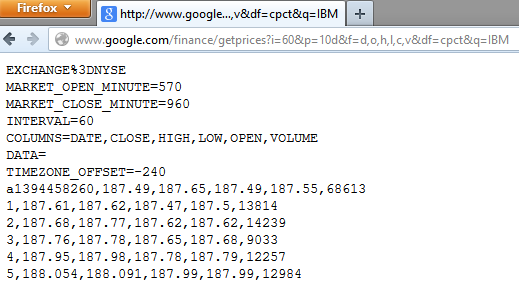 Firefox
http://www.google...,v&df=cpct&q=IBM
www.google.com/finance/getprices?i=60&p=10d&f=d,o,h,l,c,v&df=cpct&q=IBM
EXCHANGE%3DNYSE
MARKET_OPEN_MINUTE=570
MARKET_CLOSE_MINUTE=960
INTERVAL=60
COLUMNS=DATE,CLOSE,HIGH,LOW,OPEN,VOLUME
DATA=
TIMEZONE_OFFSET=-240
a1394458260,187.49,187.65,187.49,187.55,68613
1,187.61,187.62,187.47,187.5,13814
2,187.68,187.77,187.62,187.62,14239
3,187.76,187.78,187.65,187.68,9033
4,187.95,187.98,187.78,187.79,12257
5,188.054,188.091,187.99,187.99,12984